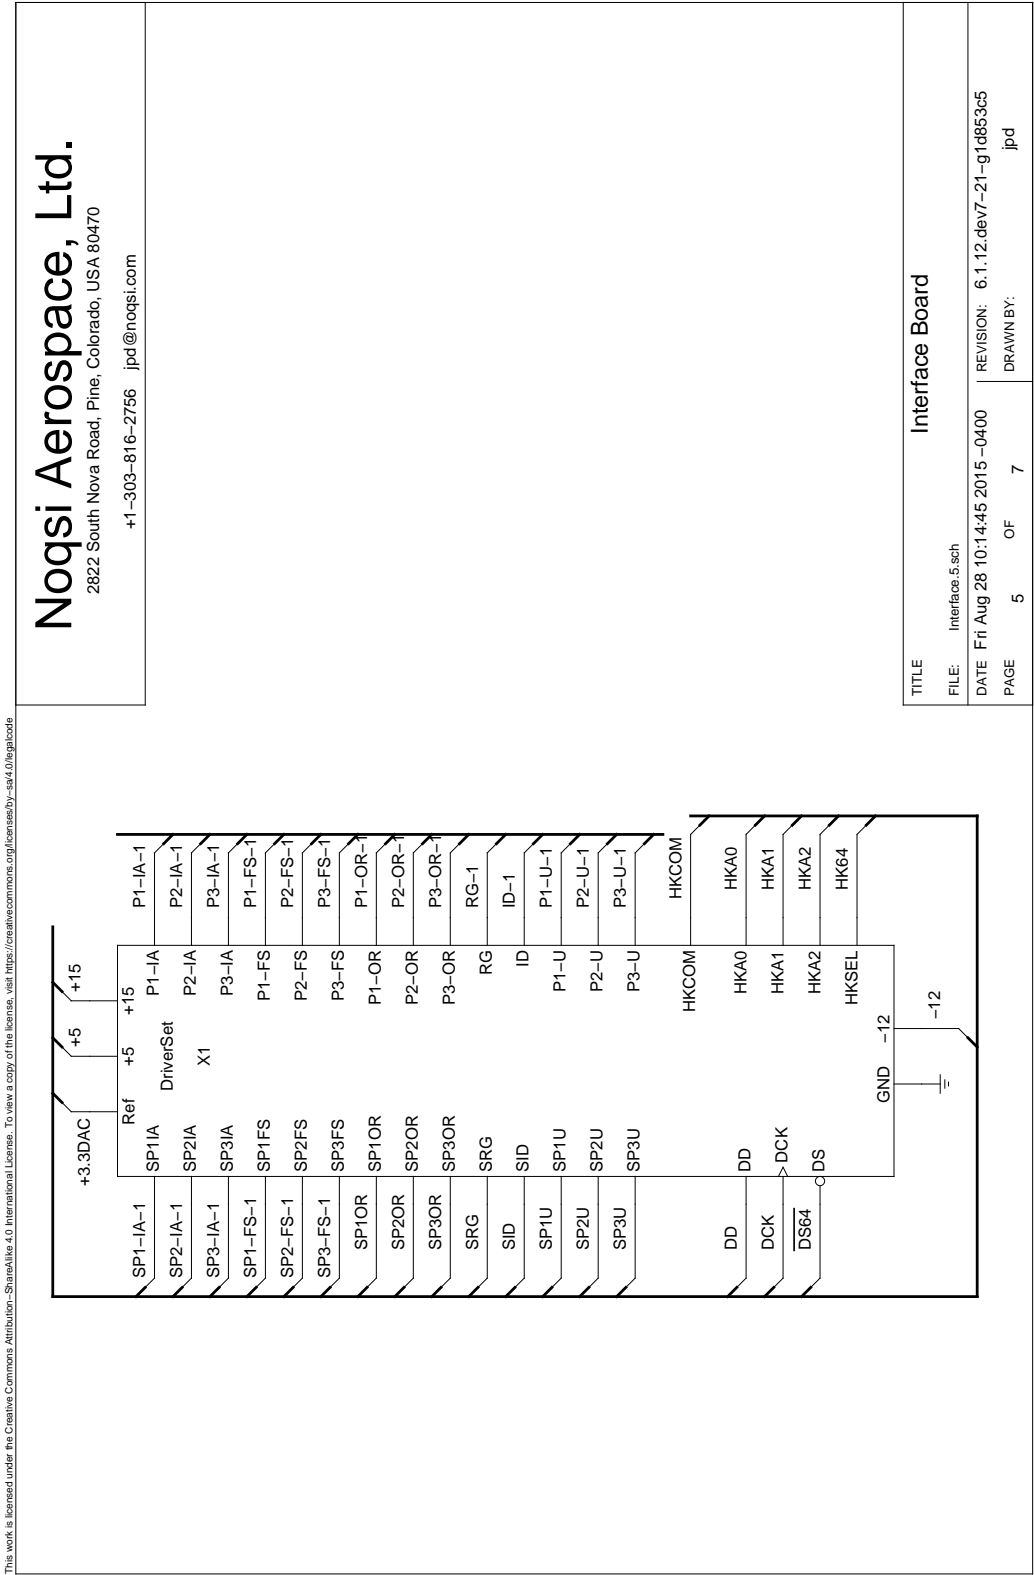 This work is licensed under the Creative Commons Attribution−ShareAlike 4.0 International License. To view a copy of the license, visit https://creativecommons.org/licenses/by−sa/4.0/legalcode
Noqsi Aerospace, Ltd.
2822 South Nova Road, Pine, Colorado, USA 80470
+1−303−816−2756 jpd@noqsi.com
+3.3DAC
+5
+15
Ref
+5
+15
DriverSet
X1
SP1−IA−1
SP1IA
P1−IA
P1−IA−1
SP2−IA−1
SP2IA
P2−IA
P2−IA−1
SP3−IA−1
SP3IA
P3−IA
P3−IA−1
SP1−FS−1
SP1FS
P1−FS
P1−FS−1
SP2−FS−1
SP2FS
P2−FS
P2−FS−1
SP3−FS−1
SP3FS
P3−FS
P3−FS−1
SP1OR
SP1OR
P1−OR
P1−OR−1
SP2OR
SP2OR
P2−OR
P2−OR−1
SP3OR
SP3OR
P3−OR
P3−OR−1
SRG
SRG
RG
RG−1
SID
SID
ID
ID−1
SP1U
SP1U
P1−U
P1−U−1
SP2U
SP2U
P2−U
P2−U−1
SP3U
SP3U
P3−U
P3−U−1
HKCOM
HKCOM
DD
DD
HKA0
HKA0
DCK
DCK
HKA1
HKA1
DS64
DS
HKA2
HKA2
HKSEL
HK64
GND
−12
−12
TITLE
Interface Board
FILE: Interface.5.sch
DATE Fri Aug 28 10:14:45 2015 −0400
REVISION: 6.1.12.dev7−21−g1d853c5
PAGE 5 OF 7
DRAWN BY: jpd